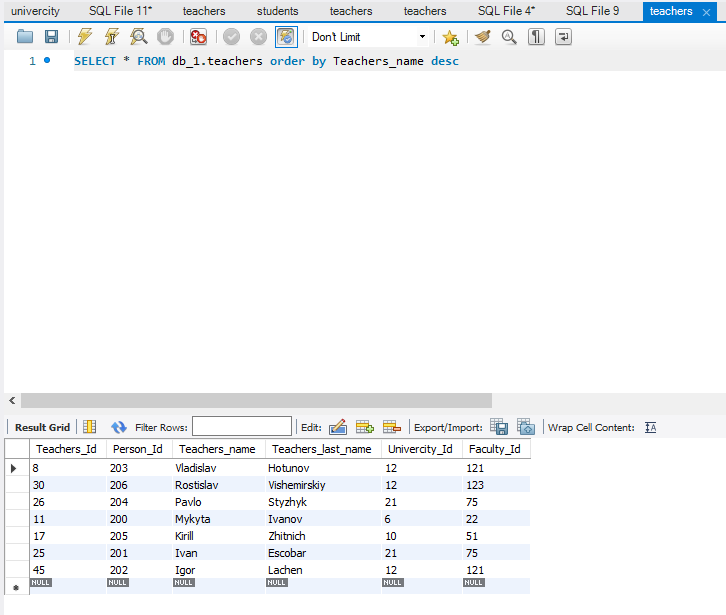 univercity SQL File 11* teachers students teachers teachers SQL File 4* SQL File 9 teachers
Don't Limit
1 SELECT * FROM db_1.teachers order by Teachers_name desc
Result Grid Filter Rows: Edit: Export/Import: Wrap Cell Content: IA
Teachers_Id Person_Id Teachers_name Teachers_last_name Univercity_Id Faculty_Id
8 203 Vladislav Hotunov 12 121
30 206 Rostislav Vishemirskiy 12 123
26 204 Pavlo Styzhyk 21 75
11 200 Mykyta Ivanov 6 22
17 205 Kirill Zhitnich 10 51
25 201 Ivan Escobar 21 75
45 202 Igor Lachen 12 121
NULL NULL NULL NULL NULL NULL